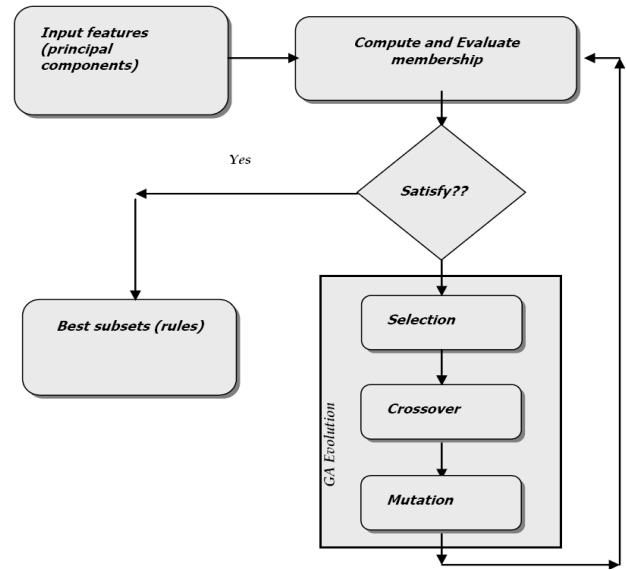 Input features
(principal
components)
Compute and Evaluate
membership
Yes
Satisfy??
Best subsets (rules)
Selection
Crossover
GA Evolution
Mutation